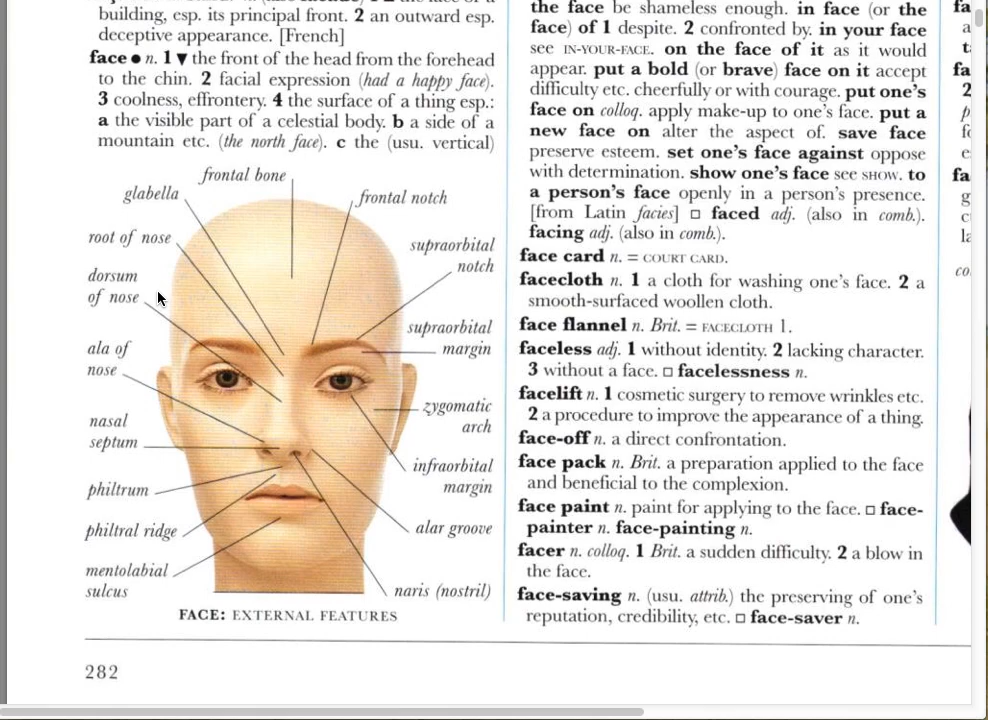 building, esp. its principal front. 2 an outward esp.
deceptive appearance. [French]
face ● n. 1 ▼ the front of the head from the forehead
to the chin. 2 facial expression (had a happy face).
3 coolness, effrontery. 4 the surface of a thing esp.:
a the visible part of a celestial body. b a side of a
mountain etc. (the north face). c the (usu. vertical)
frontal bone
glabella
frontal notch
root of nose
supraorbital
notch
dorsum
of nose
supraorbital
margin
ala of
nose
zygomatic
arch
nasal
septum
infraorbital
margin
philtrum
philtral ridge
alar groove
mentolabial
sulcus
naris (nostril)
FACE: EXTERNAL FEATURES
282
the face be shameless enough. in face (or the
face) of 1 despite. 2 confronted by. in your face
see IN-YOUR-FACE. on the face of it as it would
appear. put a bold (or brave) face on it accept
difficulty etc. cheerfully or with courage. put one's
face on colloq. apply make-up to one's face. put a
new face on alter the aspect of. save face
preserve esteem. set one's face against oppose
with determination. show one's face see SHOW. to
a person's face openly in a person's presence.
[from Latin facies] □ faced adj. (also in comb.).
facing adj. (also in comb.).
face card n. = COURT CARD.
facecloth n. 1 a cloth for washing one's face. 2 a
smooth-surfaced woollen cloth.
face flannel n. Brit. = FACECLOTH 1.
faceless adj. 1 without identity. 2 lacking character.
3 without a face. □ facelessness n.
facelift n. 1 cosmetic surgery to remove wrinkles etc.
2 a procedure to improve the appearance of a thing.
face-off n. a direct confrontation.
face pack n. Brit. a preparation applied to the face
and beneficial to the complexion.
face paint n. paint for applying to the face. □ face-
painter n. face-painting n.
facer n. colloq. 1 Brit. a sudden difficulty. 2 a blow in
the face.
face-saving n. (usu. attrib.) the preserving of one's
reputation, credibility, etc. □ face-saver n.